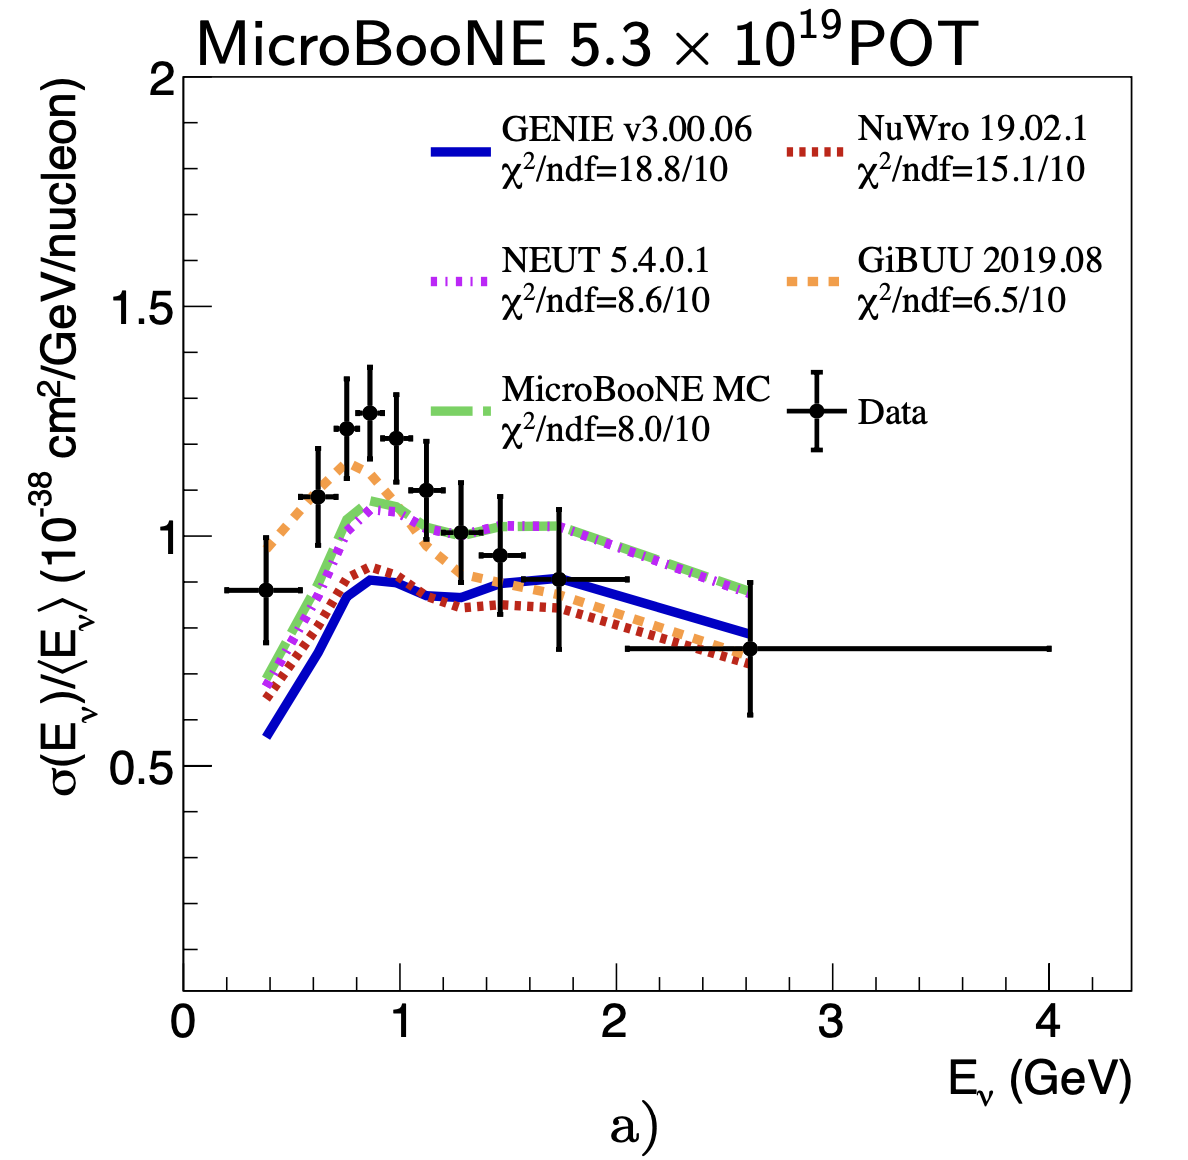 MicroBooNE 5.3 × 10¹⁹ POT
σ(E_ν)/⟨E_ν⟩ (10⁻³⁸ cm²/GeV/nucleon)
2
1.5
1
0.5
GENIE v3.00.06
χ²/ndf=18.8/10
NuWro 19.02.1
χ²/ndf=15.1/10
NEUT 5.4.0.1
χ²/ndf=8.6/10
GiBUU 2019.08
χ²/ndf=6.5/10
MicroBooNE MC
χ²/ndf=8.0/10
Data
0 1 2 3 4
E_ν (GeV)
a)